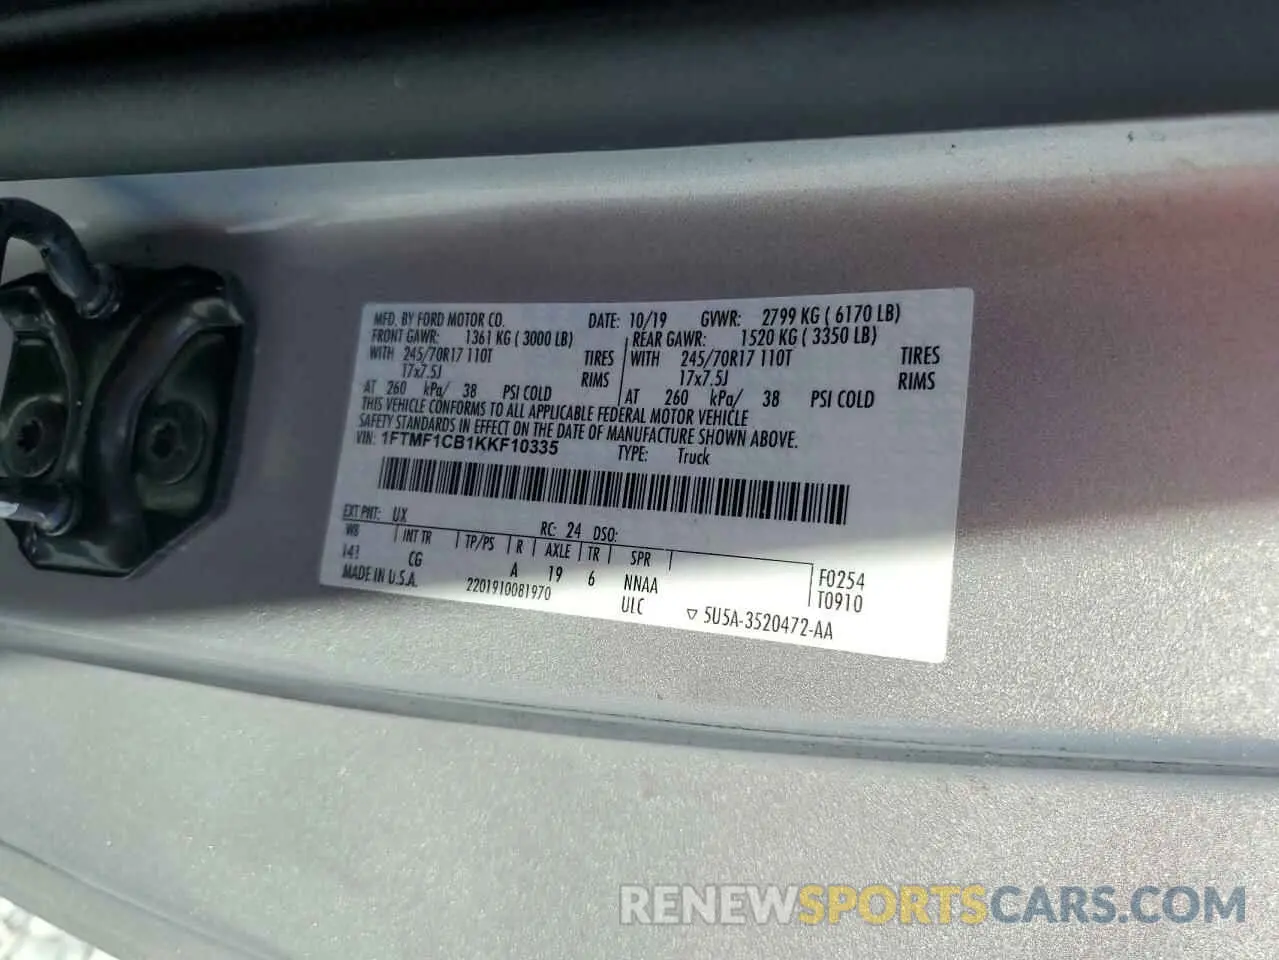 MFD. BY FORD MOTOR CO. DATE: 10/19 GVWR: 2799 KG ( 6170 LB)
FRONT GAWR: 1361 KG ( 3000 LB) REAR GAWR: 1520 KG ( 3350 LB)
WITH 245/70R17 110T TIRES WITH 245/70R17 110T TIRES
17x7.5J RIMS 17x7.5J RIMS
AT 260 kPa/ 38 PSI COLD AT 260 kPa/ 38 PSI COLD
THIS VEHICLE CONFORMS TO ALL APPLICABLE FEDERAL MOTOR VEHICLE
SAFETY STANDARDS IN EFFECT ON THE DATE OF MANUFACTURE SHOWN ABOVE.
VIN: 1FTMF1CB1KKF10335 TYPE: Truck
EXT PNT: UX RC: 24 DSO:
WB INT TR TP/PS R AXLE TR SPR
141 CG A 19 6 NNAA F0254
MADE IN U.S.A. 2201910081970 ULC T0910
▽ 5U5A-3520472-AA
RENEWSPORTSCARS.COM